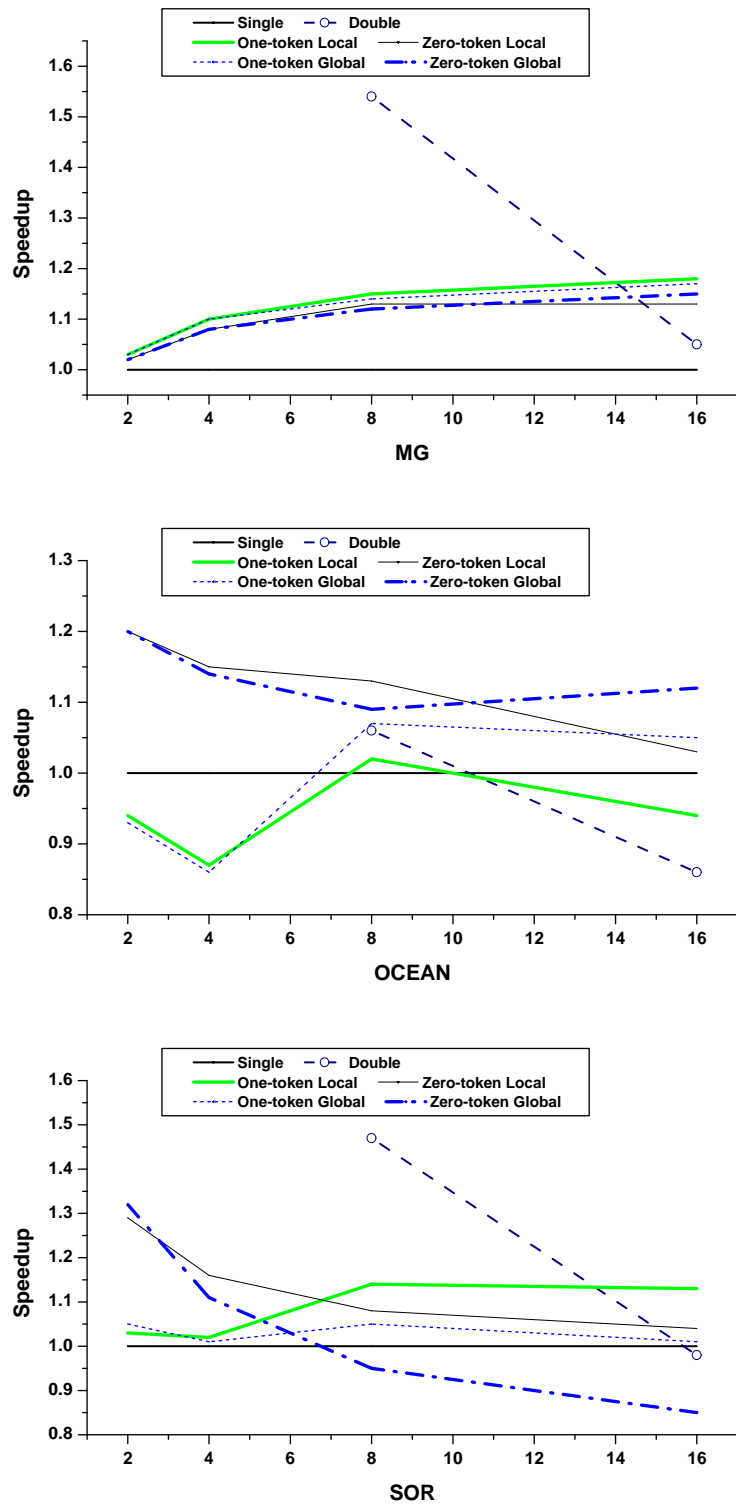 Single Double
One-token Local Zero-token Local
One-token Global Zero-token Global
1.6
1.5
1.4
1.3
1.2
1.1
1.0
Speedup
2 4 6 8 10 12 14 16
MG
Single Double
One-token Local Zero-token Local
One-token Global Zero-token Global
1.3
1.2
1.1
1.0
0.9
0.8
Speedup
2 4 6 8 10 12 14 16
OCEAN
Single Double
One-token Local Zero-token Local
One-token Global Zero-token Global
1.6
1.5
1.4
1.3
1.2
1.1
1.0
0.9
0.8
Speedup
2 4 6 8 10 12 14 16
SOR